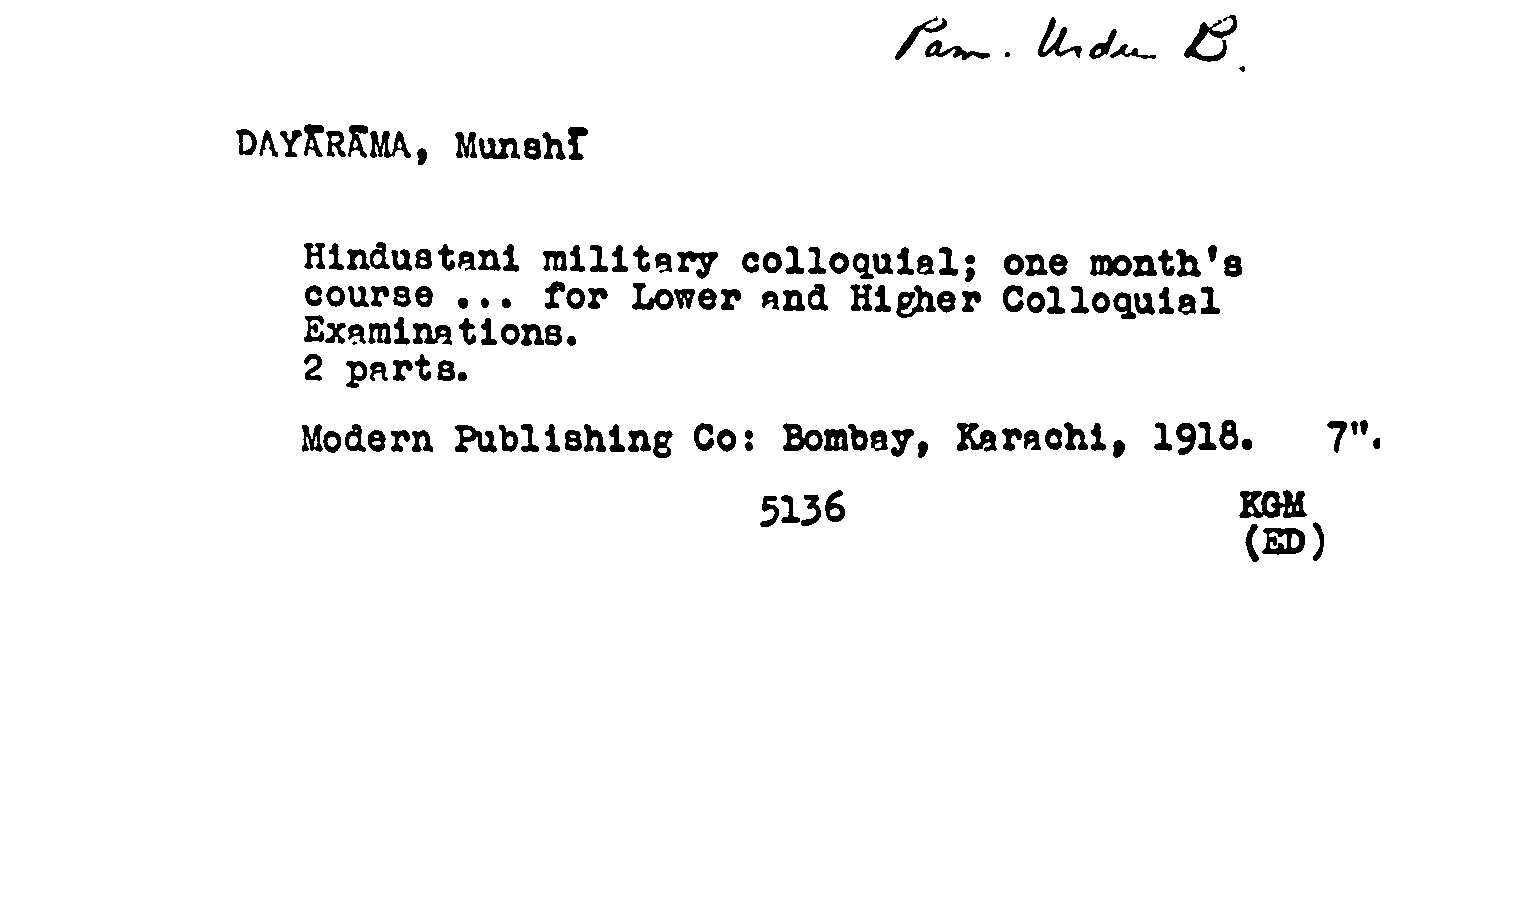 Pam. Urdu B.
DAYĀRĀMA, Munshī
Hindustani military colloquial; one month's
course ... for Lower and Higher Colloquial
Examinations.
2 parts.
Modern Publishing Co: Bombay, Karachi, 1918. 7".
5136 KGM
(ED)